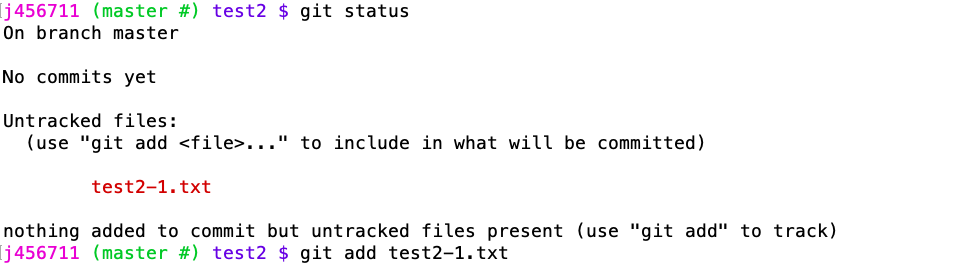 j456711 (master #) test2 $ git status
On branch master
No commits yet
Untracked files:
(use "git add <file>..." to include in what will be committed)
test2-1.txt
nothing added to commit but untracked files present (use "git add" to track)
j456711 (master #) test2 $ git add test2-1.txt